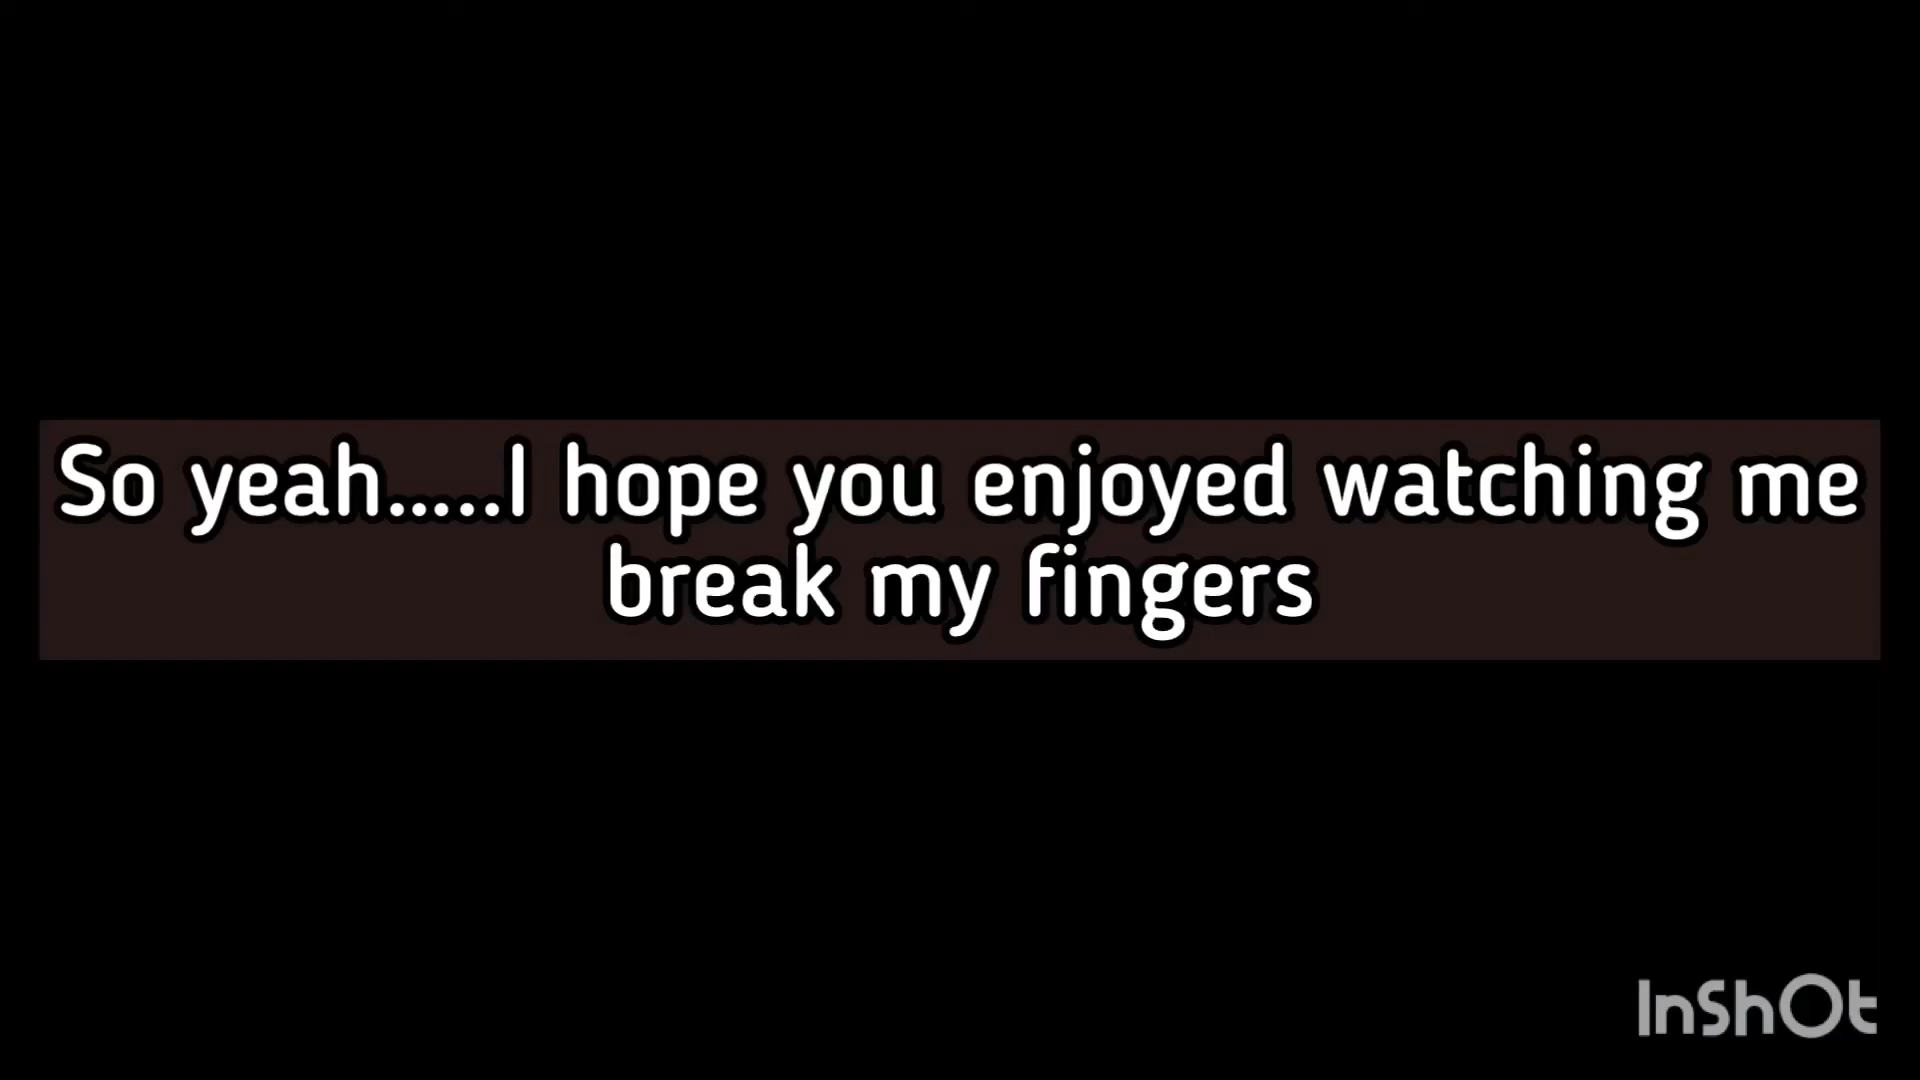 So yeah.....I hope you enjoyed watching me
break my fingers
InShOt